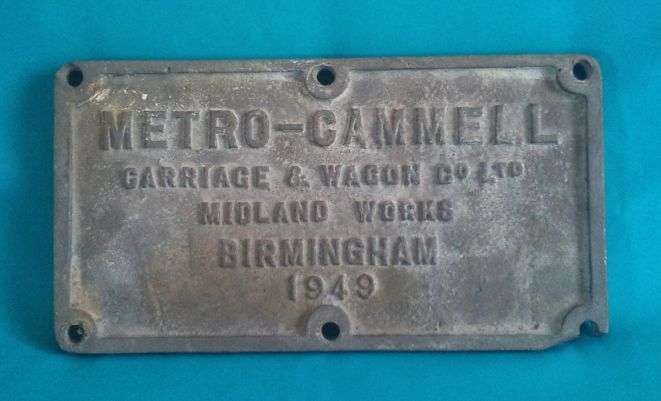 METRO-CAMMELL
CARRIAGE & WAGON Cº LTD
MIDLAND WORKS
BIRMINGHAM
1949